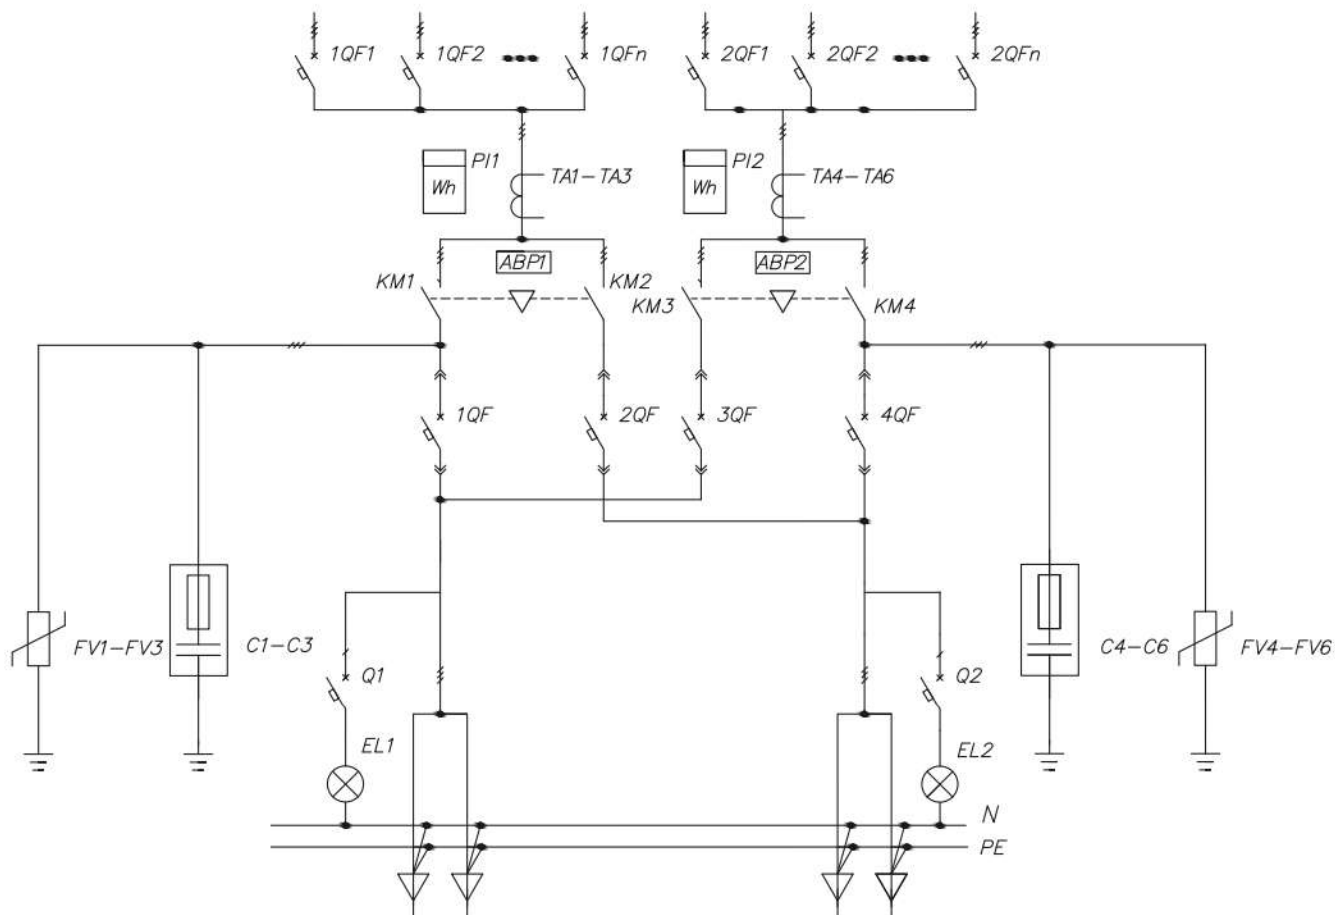 1QF1 1QF2 1QFn 2QF1 2QF2 2QFn
PI1 Wh TA1-TA3 PI2 Wh TA4-TA6
АВР1 АВР2
KM1 KM2 KM3 KM4
1QF 2QF 3QF 4QF
FV1-FV3 C1-C3 C4-C6 FV4-FV6
Q1 Q2
EL1 EL2
N
PE